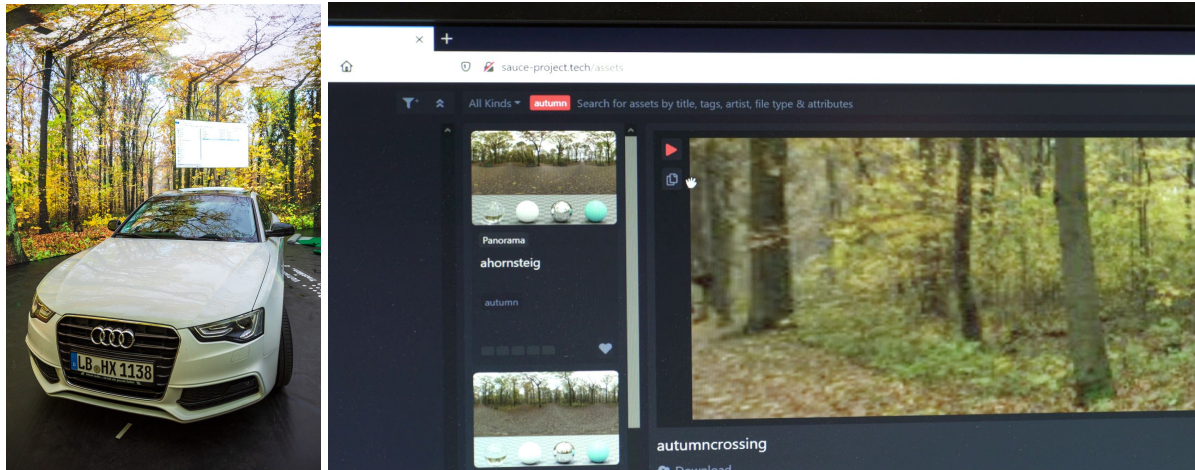 LB HX 1138
sauce-project.tech/assets
All Kinds
autumn
Search for assets by title, tags, artist, file type & attributes
Panorama
ahornsteig
autumn
autumncrossing
Download